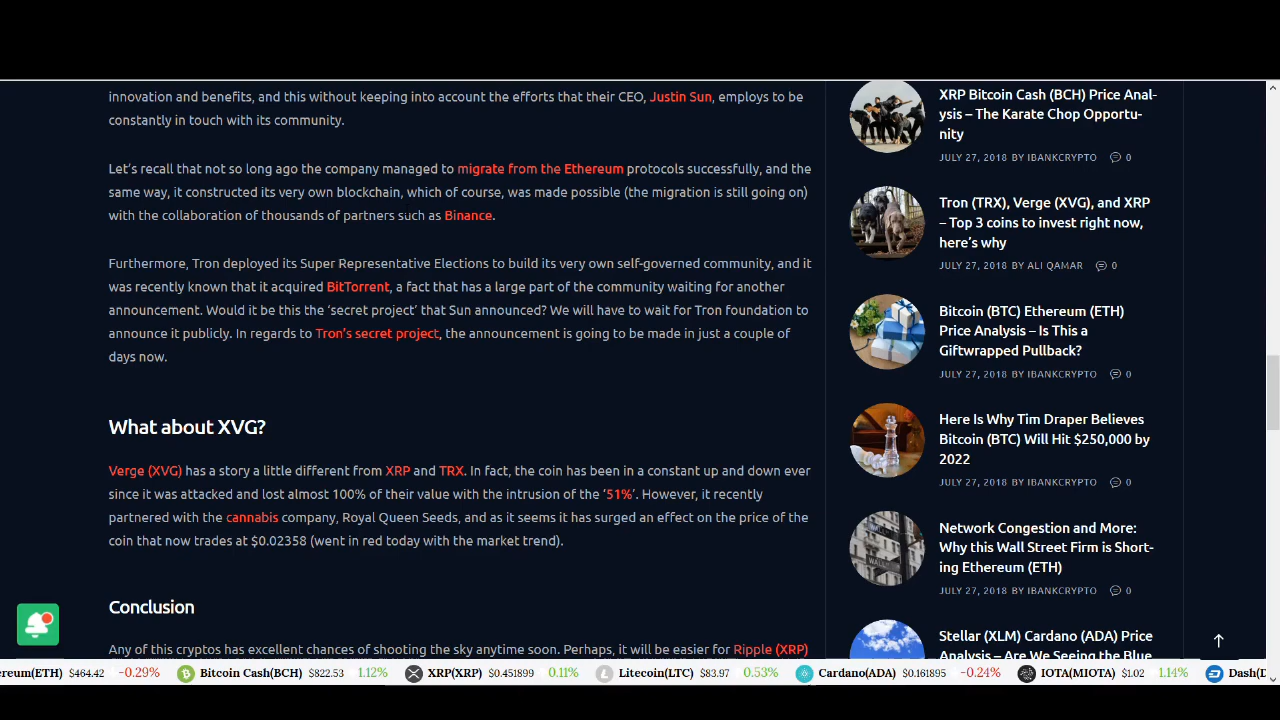 innovation and benefits, and this without keeping into account the efforts that their CEO, Justin Sun, employs to be
constantly in touch with its community.
Let’s recall that not so long ago the company managed to migrate from the Ethereum protocols successfully, and the
same way, it constructed its very own blockchain, which of course, was made possible (the migration is still going on)
with the collaboration of thousands of partners such as Binance.
Furthermore, Tron deployed its Super Representative Elections to build its very own self-governed community, and it
was recently known that it acquired BitTorrent, a fact that has a large part of the community waiting for another
announcement. Would it be this the ‘secret project’ that Sun announced? We will have to wait for Tron foundation to
announce it publicly. In regards to Tron’s secret project, the announcement is going to be made in just a couple of
days now.
What about XVG?
Verge (XVG) has a story a little different from XRP and TRX. In fact, the coin has been in a constant up and down ever
since it was attacked and lost almost 100% of their value with the intrusion of the ‘51%’. However, it recently
partnered with the cannabis company, Royal Queen Seeds, and as it seems it has surged an effect on the price of the
coin that now trades at $0.02358 (went in red today with the market trend).
Conclusion
Any of this cryptos has excellent chances of shooting the sky anytime soon. Perhaps, it will be easier for Ripple (XRP)
XRP Bitcoin Cash (BCH) Price Anal-
ysis – The Karate Chop Opportu-
nity
JULY 27, 2018 BY IBANKCRYPTO 0
Tron (TRX), Verge (XVG), and XRP
– Top 3 coins to invest right now,
here’s why
JULY 27, 2018 BY ALI QAMAR 0
Bitcoin (BTC) Ethereum (ETH)
Price Analysis – Is This a
Giftwrapped Pullback?
JULY 27, 2018 BY IBANKCRYPTO 0
Here Is Why Tim Draper Believes
Bitcoin (BTC) Will Hit $250,000 by
2022
JULY 27, 2018 BY IBANKCRYPTO 0
Network Congestion and More:
Why this Wall Street Firm is Short-
ing Ethereum (ETH)
JULY 27, 2018 BY IBANKCRYPTO 0
Stellar (XLM) Cardano (ADA) Price
Analysis – Are We Seeing the Blue
ereum(ETH) $464.42 -0.29% Bitcoin Cash(BCH) $822.53 1.12% XRP(XRP) $0.451899 0.11% Litecoin(LTC) $83.97 0.53% Cardano(ADA) $0.161895 -0.24% IOTA(MIOTA) $1.02 1.14% Dash(D